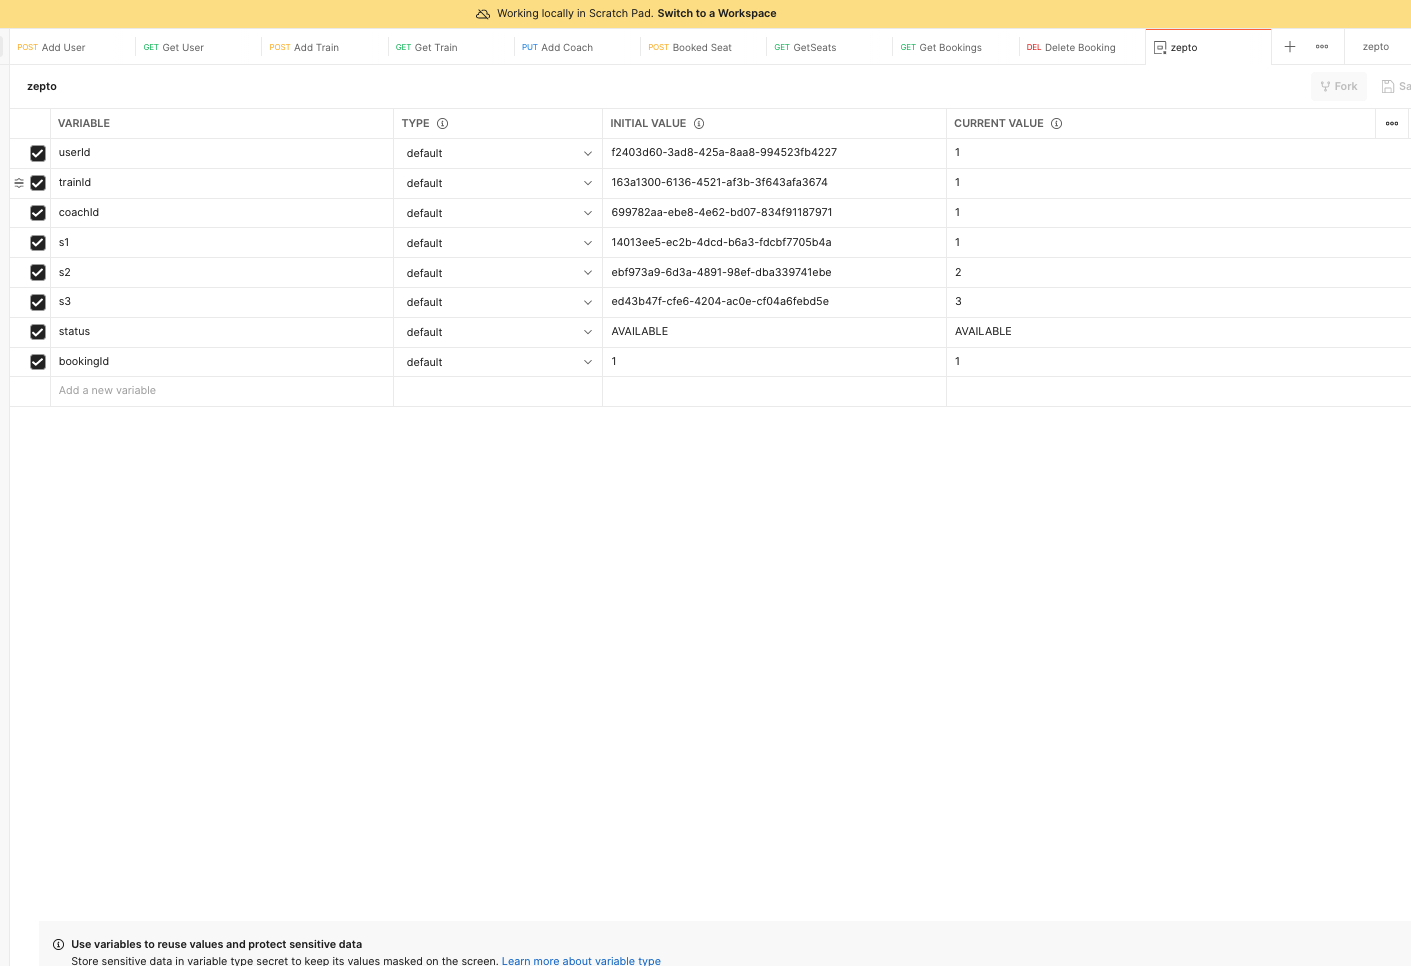 Working locally in Scratch Pad. Switch to a Workspace
POST Add User GET Get User POST Add Train GET Get Train PUT Add Coach POST Booked Seat GET GetSeats GET Get Bookings DEL Delete Booking zepto zepto
zepto Fork Sa
VARIABLE TYPE INITIAL VALUE CURRENT VALUE
userId default f2403d60-3ad8-425a-8aa8-994523fb4227 1
trainId default 163a1300-6136-4521-af3b-3f643afa3674 1
coachId default 699782aa-ebe8-4e62-bd07-834f91187971 1
s1 default 14013ee5-ec2b-4dcd-b6a3-fdcbf7705b4a 1
s2 default ebf973a9-6d3a-4891-98ef-dba339741ebe 2
s3 default ed43b47f-cfe6-4204-ac0e-cf04a6febd5e 3
status default AVAILABLE AVAILABLE
bookingId default 1 1
Add a new variable
Use variables to reuse values and protect sensitive data
Store sensitive data in variable type secret to keep its values masked on the screen. Learn more about variable type